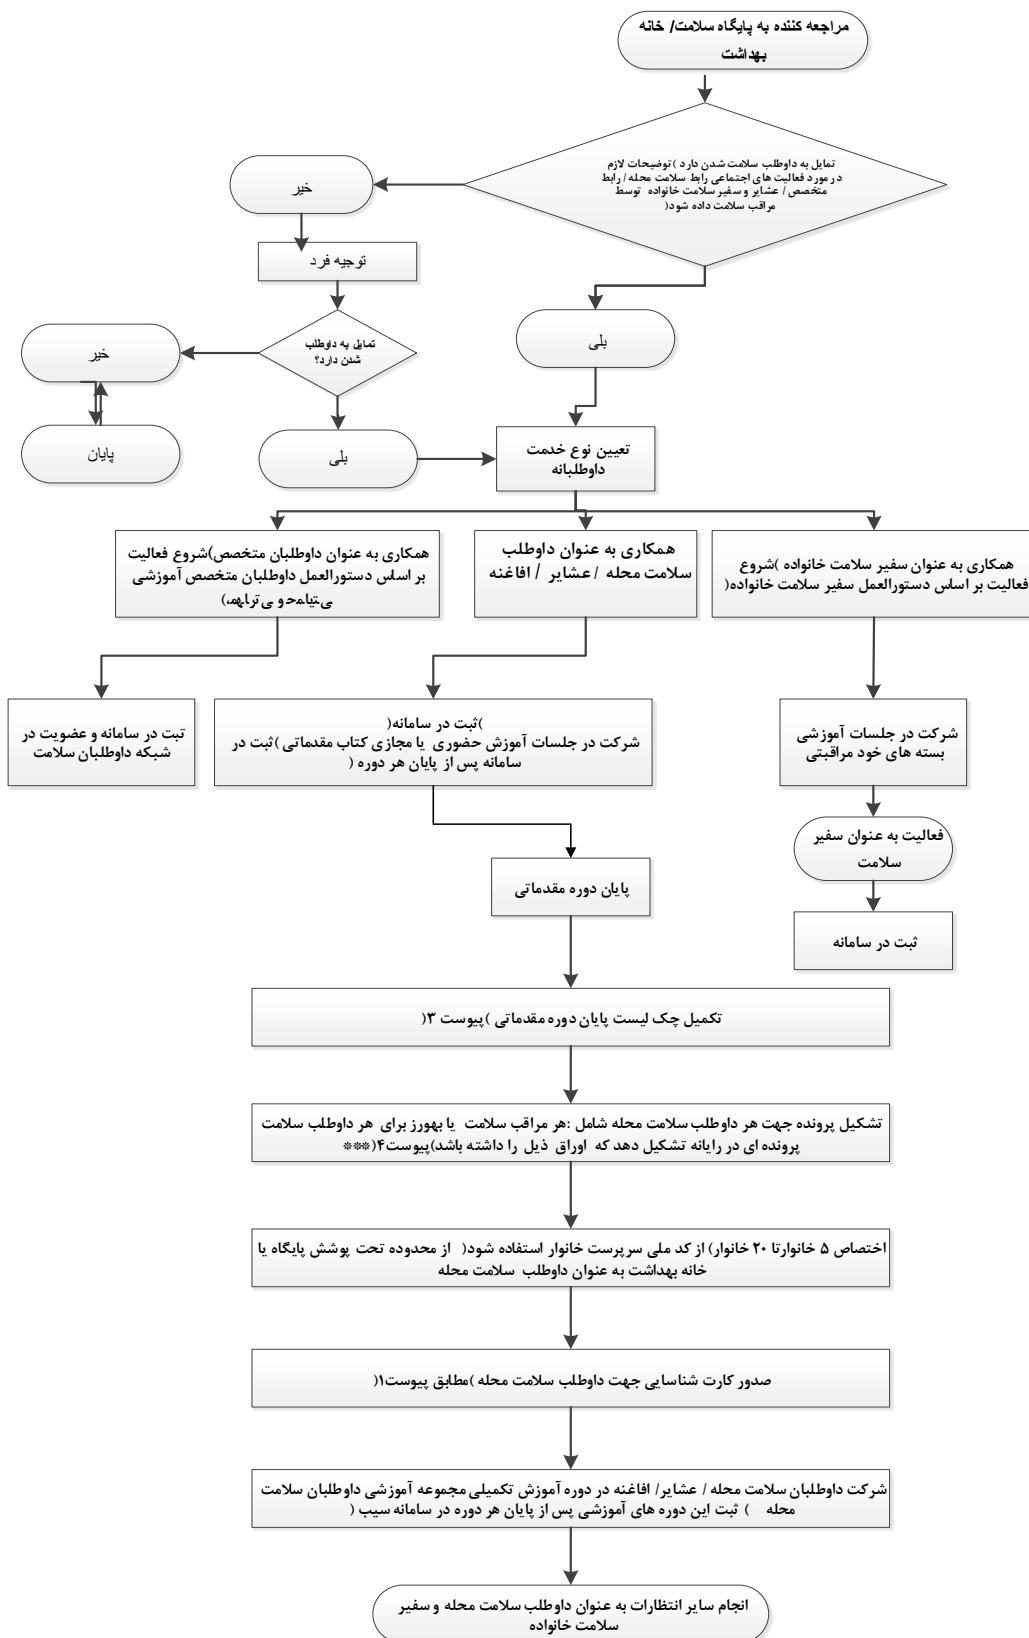 مراجعه کننده به پایگاه سلامت/ خانه
بهداشت
تمایل به داوطلب سلامت شدن دارد )توضیحات لازم
در مورد فعالیت های اجتماعی رابط سلامت محله / رابط
متخصص/ عشایر و سفیر سلامت خانواده توسط
مراقب سلامت داده شود(
خیر
توجیه فرد
تمایل به داوطلب
شدن دارد؟
خیر
پایان
بلی
بلی
تعیین نوع خدمت
داوطلبانه
همکاری به عنوان سفیر سلامت خانواده )شروع
فعالیت بر اساس دستورالعمل سفیر سلامت خانواده(
همکاری به عنوان داوطلب
سلامت محله /عشایر / افاغنه
همکاری به عنوان داوطلبان متخصص)شروع فعالیت
بر اساس دستورالعمل داوطلبان متخصص آموزشی
شرکت در جلسات آموزشی
بسته های خود مراقبتی
فعالیت به عنوان سفیر
سلامت
ثبت در سامانه
)ثبت در سامانه(
شرکت در جلسات آموزش حضوری یا مجازی کتاب مقدماتی )ثبت در
سامانه پس از پایان هر دوره (
ثبت در سامانه و عضویت در
شبکه داوطلبان سلامت
پایان دوره مقدماتی
تکمیل چک لیست پایان دوره مقدماتی )پیوست ۳(
تشکیل پرونده جهت هر داوطلب سلامت محله شامل :هر مراقب سلامت یا بهورز برای هر داوطلب سلامت
پرونده ای در رایانه تشکیل دهد که اوراق ذیل را داشته باشد)پیوست۴(***
اختصاص ۵ خانوارتا ۲۰ خانوار) از کد ملی سرپرست خانوار استفاده شود( از محدوده تحت پوشش پایگاه یا
خانه بهداشت به عنوان داوطلب سلامت محله
صدور کارت شناسایی جهت داوطلب سلامت محله )مطابق پیوست۱(
شرکت داوطلبان سلامت محله / عشایر/ افاغنه در دوره آموزش تکمیلی مجموعه آموزشی داوطلبان سلامت
محله ) ثبت این دوره های آموزشی پس از پایان هر دوره در سامانه سیب (
انجام سایر انتظارات به عنوان داوطلب سلامت محله و سفیر
سلامت خانواده